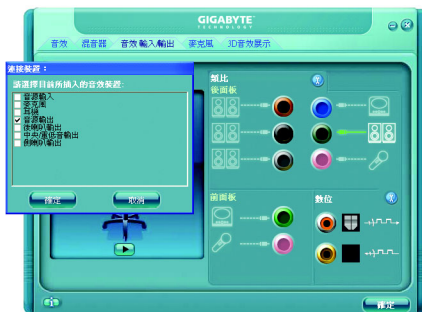 GIGABYTE™
TECHNOLOGY
音效 混音器 音效 輸入/輸出 麥克風 3D音效展示
連接裝置：
請選擇目前所插入的音效裝置：
音源輸入
麥克風
耳機
音源輸出
後喇叭輸出
中央/重低音輸出
側喇叭輸出
確定 取消
類比
後面板
前面板
數位
確定